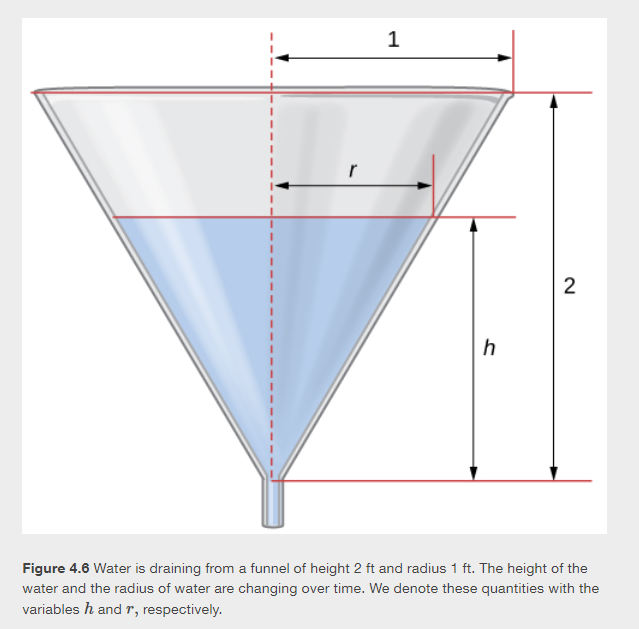 1
r
2
h
Figure 4.6 Water is draining from a funnel of height 2 ft and radius 1 ft. The height of the
water and the radius of water are changing over time. We denote these quantities with the
variables h and r, respectively.